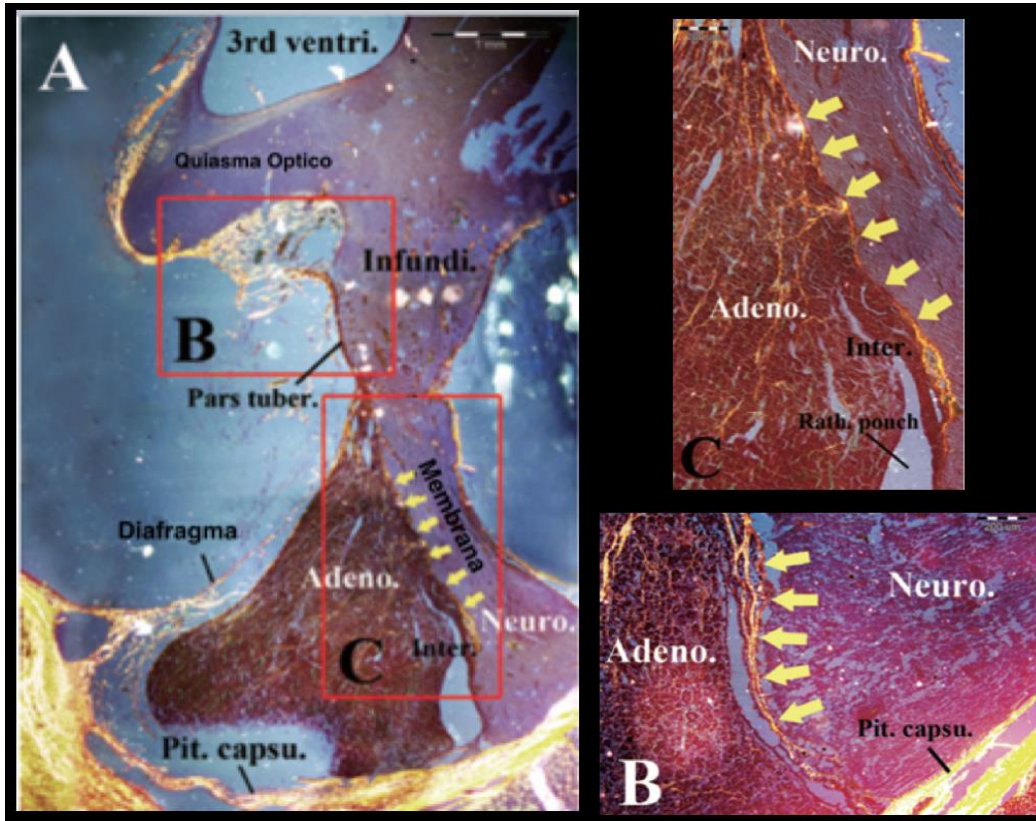 A
3rd ventri.
1 mm
Quiasma Optico
Infundi.
B
Pars tuber.
Membrana
Diafragma
Adeno.
Neuro.
C
Inter.
Pit. capsu.
Neuro.
Adeno.
Inter.
Rath. pouch
C
Neuro.
Adeno.
Pit. capsu.
B